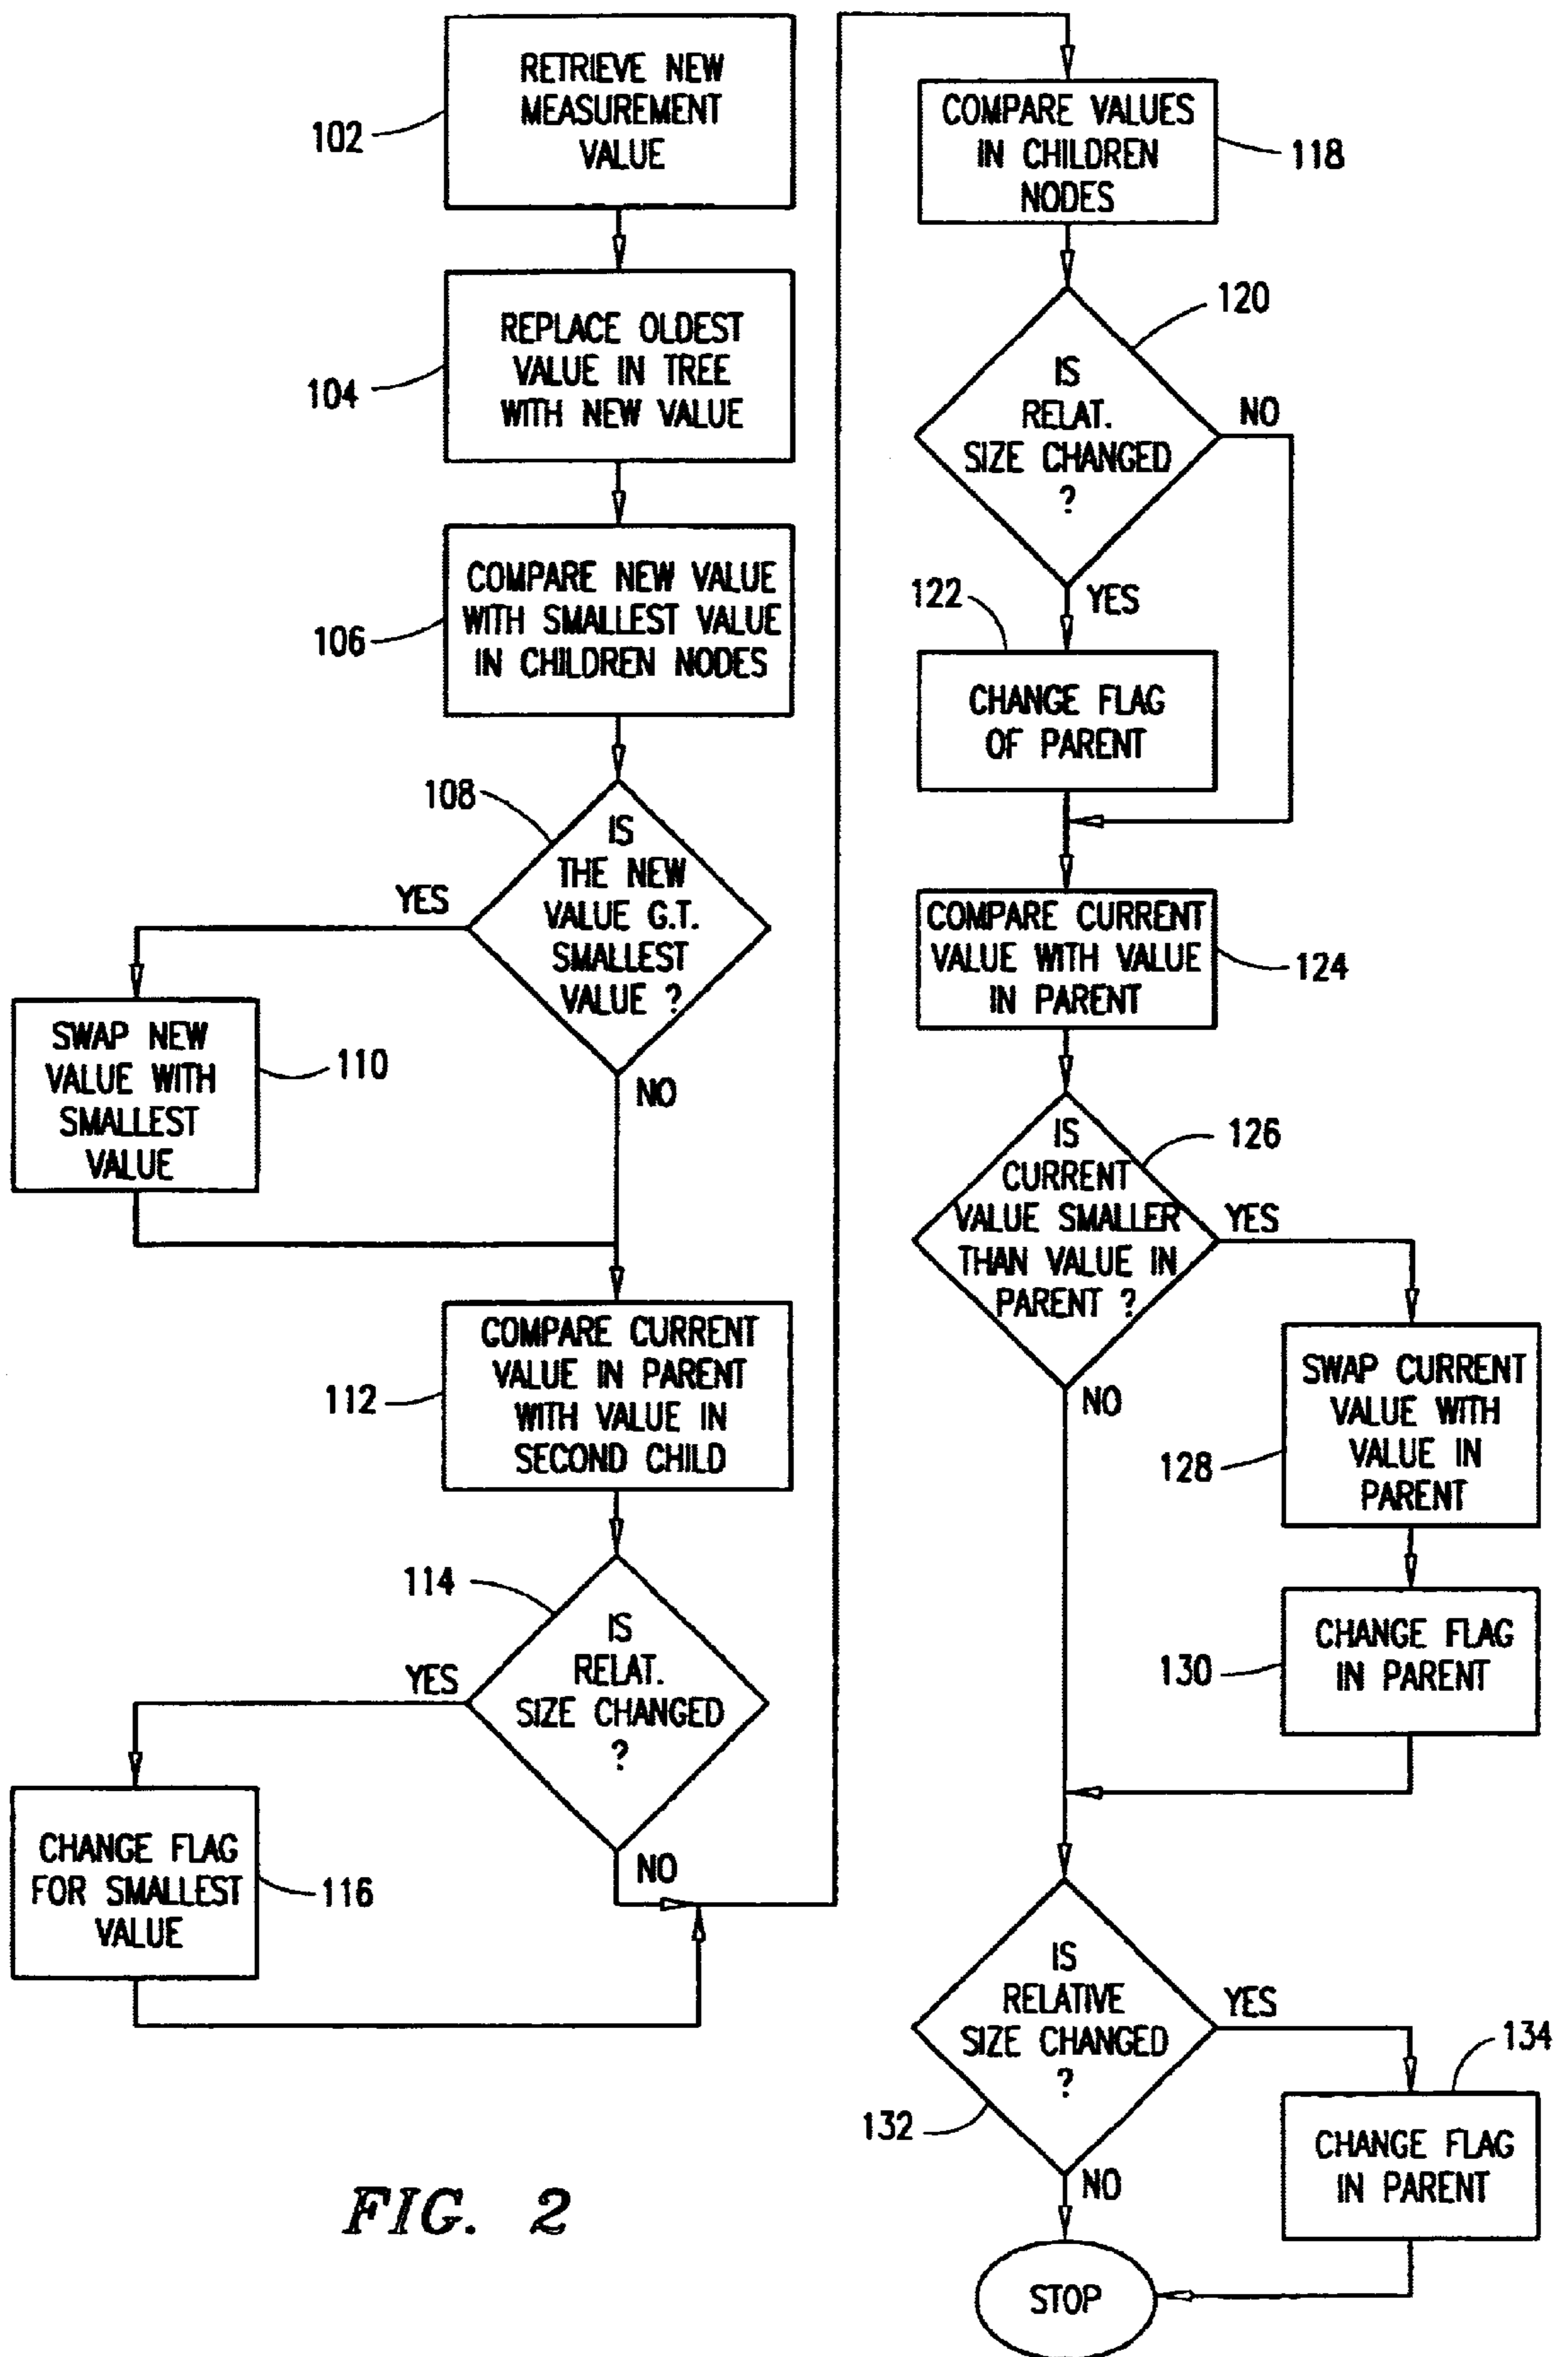 RETRIEVE NEW
MEASUREMENT
VALUE
102
REPLACE OLDEST
VALUE IN TREE
WITH NEW VALUE
104
COMPARE NEW VALUE
WITH SMALLEST VALUE
IN CHILDREN NODES
106
108
IS
THE NEW
VALUE G.T.
SMALLEST
VALUE ?
YES
NO
SWAP NEW
VALUE WITH
SMALLEST
VALUE
110
COMPARE CURRENT
VALUE IN PARENT
WITH VALUE IN
SECOND CHILD
112
114
IS
RELAT.
SIZE CHANGED
?
YES
NO
CHANGE FLAG
FOR SMALLEST
VALUE
116
COMPARE VALUES
IN CHILDREN
NODES
118
120
IS
RELAT.
SIZE CHANGED
?
NO
YES
122
CHANGE FLAG
OF PARENT
COMPARE CURRENT
VALUE WITH VALUE
IN PARENT
124
126
IS
CURRENT
VALUE SMALLER
THAN VALUE IN
PARENT ?
YES
NO
SWAP CURRENT
VALUE WITH
VALUE IN
PARENT
128
CHANGE FLAG
IN PARENT
130
IS
RELATIVE
SIZE CHANGED
?
YES
132
NO
134
CHANGE FLAG
IN PARENT
STOP
FIG. 2